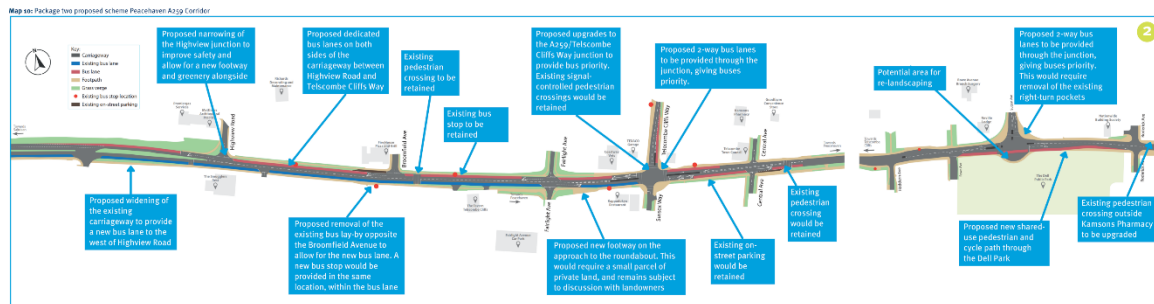 Map 10: Package two proposed scheme Peacehaven A259 Corridor
2
Key:
Carriageway
Existing bus lane
Bus lane
Footpath
Grass verge
Existing bus stop location
Existing on-street parking
Proposed narrowing of
the Highview junction to
improve safety and
allow for a new footway
and greenery alongside
Proposed dedicated
bus lanes on both
sides of the
carriageway between
Highview Road and
Telscombe Cliffs Way
Existing
pedestrian
crossing to be
retained
Existing bus
stop to be
retained
Proposed upgrades to
the A259/Telscombe
Cliffs Way junction to
provide bus priority.
Existing signal-
controlled pedestrian
crossings would be
retained
Proposed 2-way bus lanes
to be provided through the
junction, giving buses
priority.
Potential area for
re-landscaping
Proposed 2-way bus
lanes to be provided
through the junction,
giving buses priority.
This would require
removal of the existing
right-turn pockets
Highview Road
Broomfield Ave
Fairlight Ave
Fairlight Ave
Telscombe Cliffs Way
Central Ave
Central Ave
Proposed widening of
the existing
carriageway to provide
a new bus lane to the
west of Highview Road
Proposed removal of the
existing bus lay-by opposite
the Broomfield Avenue to
allow for the new bus lane. A
new bus stop would be
provided in the same
location, within the bus lane
Proposed new footway on the
approach to the roundabout. This
would require a small parcel of
private land, and remains subject
to discussion with landowners
Existing on-
street parking
would be
retained
Existing
pedestrian
crossing
would be
retained
Proposed new shared-
use pedestrian and
cycle path through
the Dell Park
Existing pedestrian
crossing outside
Kamsons Pharmacy
to be upgraded